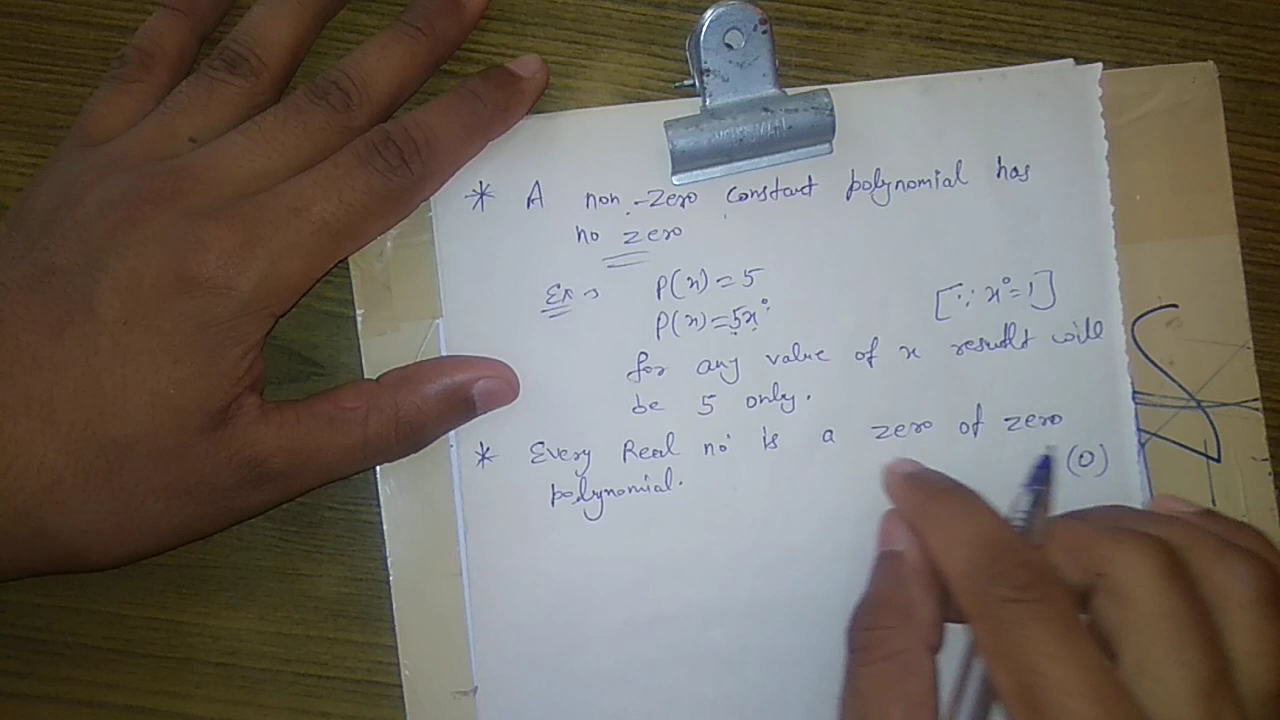 * A non-zero constant polynomial has
no zero
Ex → P(x) = 5
P(x) = 5x° [∵ x° = 1]
for any value of x result will
be 5 only.
* Every Real no. is a zero of zero
polynomial. (0)